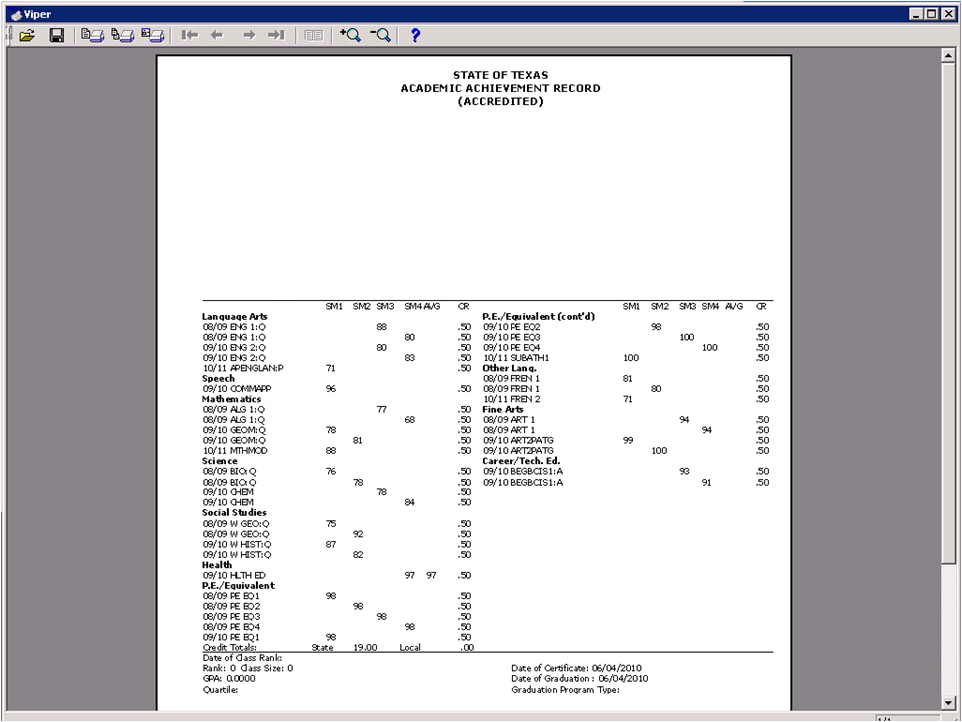 Viper
STATE OF TEXAS
ACADEMIC ACHIEVEMENT RECORD
(ACCREDITED)
SM1 SM2 SM3 SM4 AVG CR
Language Arts
08/09 ENG 1:Q 88 .50
08/09 ENG 1:Q 80 .50
09/10 ENG 2:Q 80 .50
09/10 ENG 2:Q 83 .50
10/11 APENGLAN:P 71 .50
Speech
09/10 COMMAPP 96 .50
Mathematics
08/09 ALG 1:Q 77 .50
08/09 ALG 1:Q 68 .50
09/10 GEOM:Q 78 .50
09/10 GEOM:Q 81 .50
10/11 MTHMOD 88 .50
Science
08/09 BIO:Q 76 .50
08/09 BIO:Q 78 .50
09/10 CHEM 78 .50
09/10 CHEM 84 .50
Social Studies
08/09 W GEO:Q 75 .50
08/09 W GEO:Q 92 .50
09/10 W HIST:Q 87 .50
09/10 W HIST:Q 82 .50
Health
09/10 HLTH ED 97 97 .50
P.E./Equivalent
08/09 PE EQ1 98 .50
08/09 PE EQ2 98 .50
08/09 PE EQ3 98 .50
08/09 PE EQ4 98 .50
09/10 PE EQ1 98 .50
Credit Totals: State 19.00 Local .00
SM1 SM2 SM3 SM4 AVG CR
P.E./Equivalent (cont'd)
09/10 PE EQ2 98 .50
09/10 PE EQ3 100 .50
09/10 PE EQ4 100 .50
10/11 SUBATH1 100 .50
Other Lang.
08/09 FREN 1 81 .50
08/09 FREN 1 80 .50
10/11 FREN 2 71 .50
Fine Arts
08/09 ART 1 94 .50
08/09 ART 1 94 .50
09/10 ART2PATG 99 .50
09/10 ART2PATG 100 .50
Career/Tech. Ed.
09/10 BEGBCIS1:A 93 .50
09/10 BEGBCIS1:A 91 .50
Date of Class Rank:
Rank: 0 Class Size: 0
GPA: 0.0000
Quartile:
Date of Certificate: 06/04/2010
Date of Graduation : 06/04/2010
Graduation Program Type:
1/1